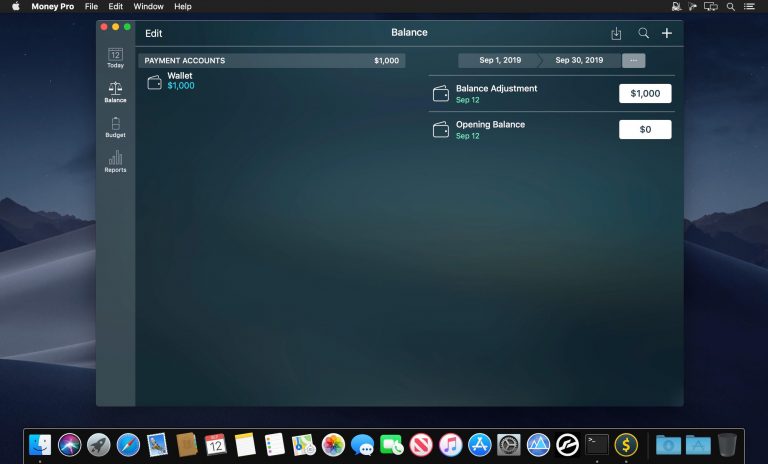 Money Pro File Edit Window Help
Edit Balance
12
Today
Balance
Budget
Reports
PAYMENT ACCOUNTS $1,000
Wallet
$1,000
Sep 1, 2019 Sep 30, 2019 ...
Balance Adjustment
Sep 12
$1,000
Opening Balance
Sep 12
$0
12
>_
$